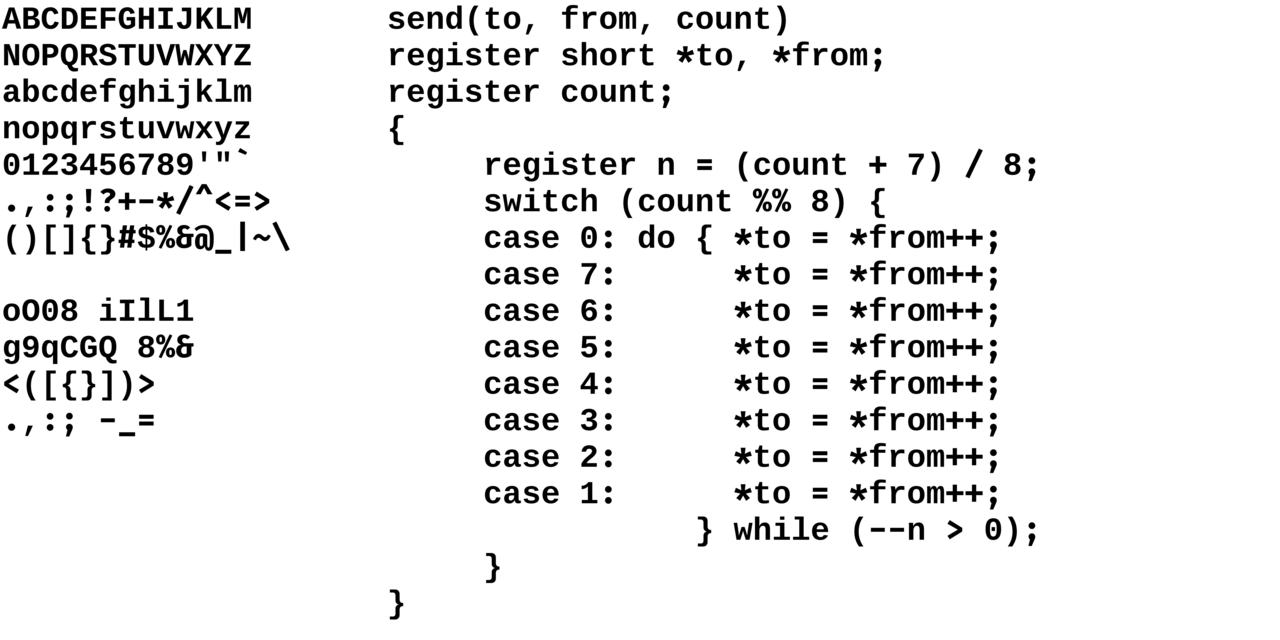 ABCDEFGHIJKLM
NOPQRSTUVWXYZ
abcdefghijklm
nopqrstuvwxyz
0123456789'"`
.,:;!?+-*/^<=>
()[]{}#$%&@_|~\
oO08 iIlL1
g9qCGQ 8%&
<([{}])>
.,:; -_=
send(to, from, count)
register short *to, *from;
register count;
{
     register n = (count + 7) / 8;
     switch (count %% 8) {
     case 0: do { *to = *from++;
     case 7:      *to = *from++;
     case 6:      *to = *from++;
     case 5:      *to = *from++;
     case 4:      *to = *from++;
     case 3:      *to = *from++;
     case 2:      *to = *from++;
     case 1:      *to = *from++;
                } while (--n > 0);
     }
}